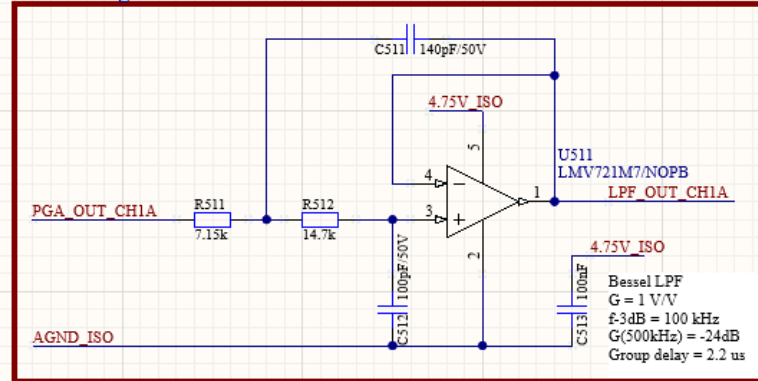 C511
140pF/50V
4.75V_ISO
5
U511
LMV721M7/NOPB
4
1
LPF_OUT_CH1A
PGA_OUT_CH1A
R511
7.15k
R512
14.7k
3
2
C512
100pF/50V
4.75V_ISO
C513
100nF
AGND_ISO
Bessel LPF
G = 1 V/V
f-3dB = 100 kHz
G(500kHz) = -24dB
Group delay = 2.2 us